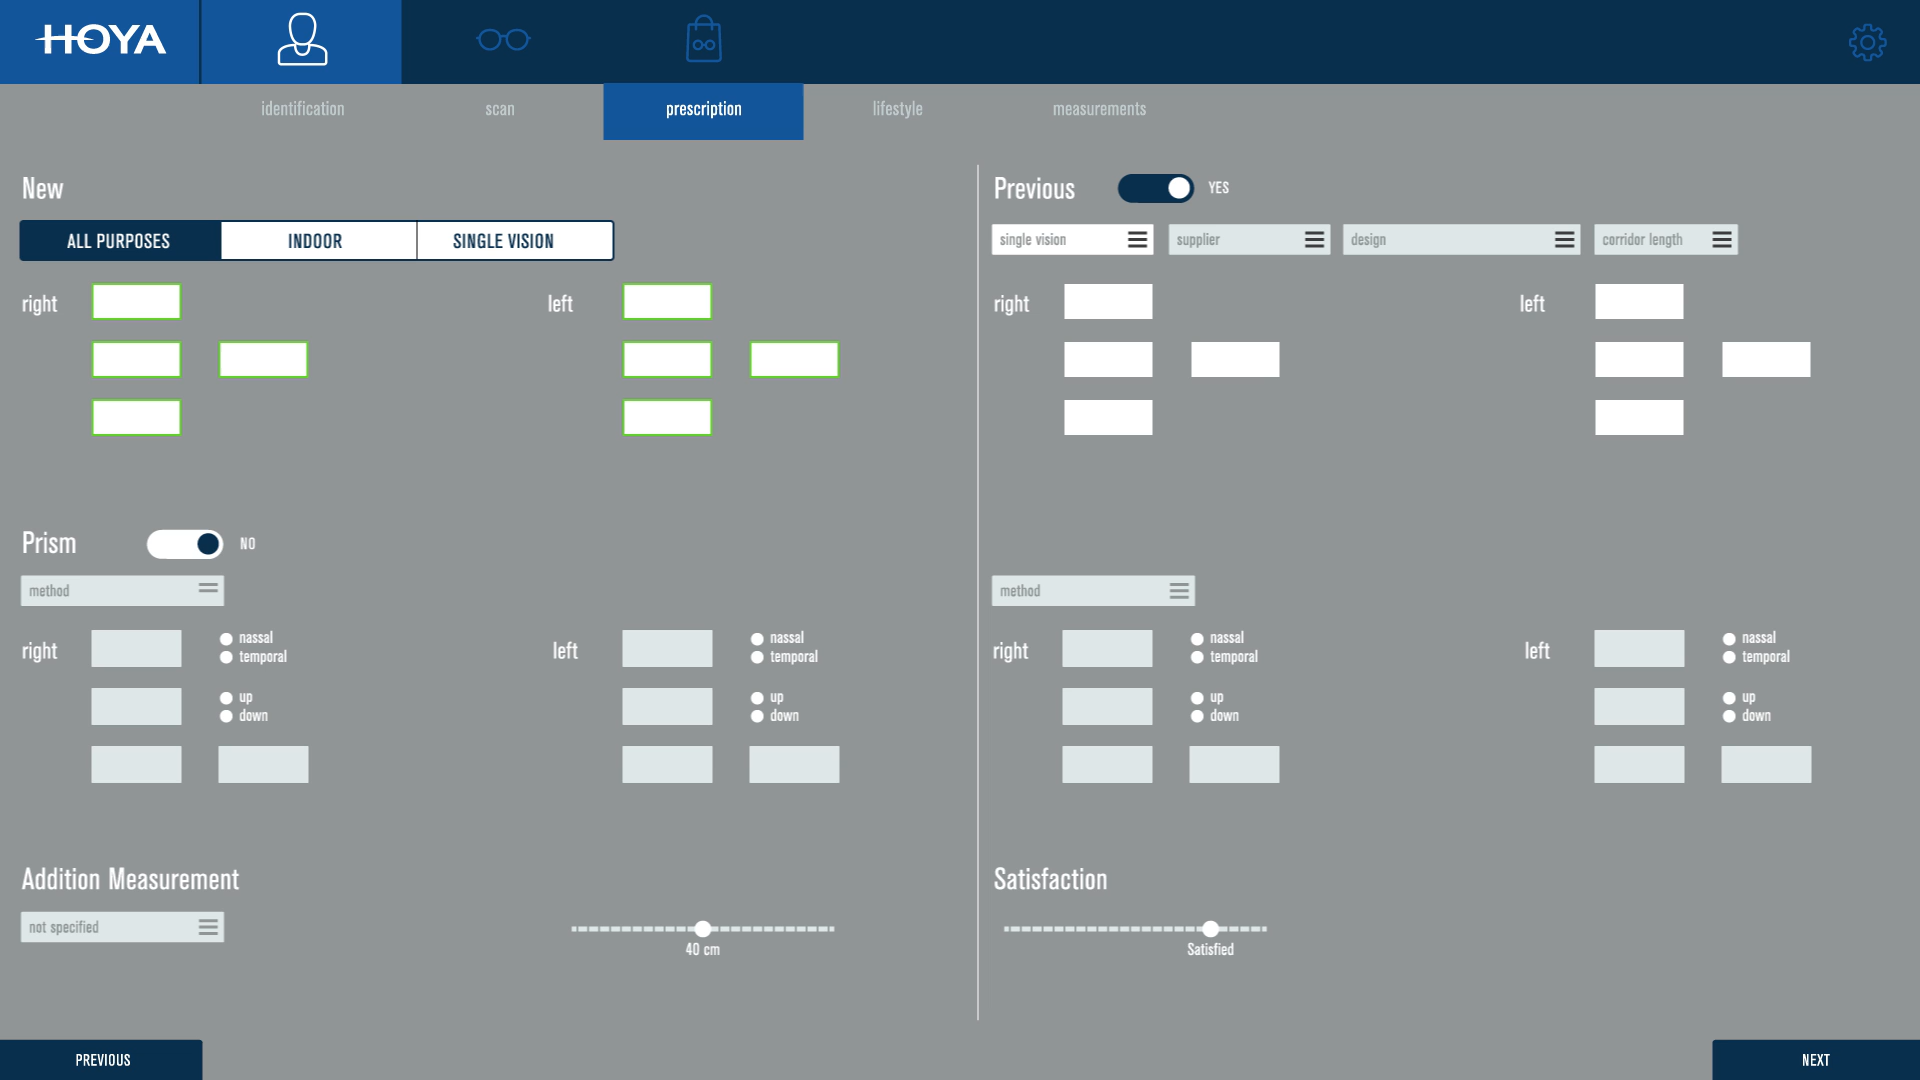 HOYA
identification
scan
prescription
lifestyle
measurements
New
ALL PURPOSES
INDOOR
SINGLE VISION
right
left
Previous
YES
single vision
supplier
design
corridor length
right
left
Prism
NO
method
right
nassal
temporal
up
down
left
nassal
temporal
up
down
method
right
nassal
temporal
up
down
left
nassal
temporal
up
down
Addition Measurement
not specified
40 cm
Satisfaction
Satisfied
PREVIOUS
NEXT